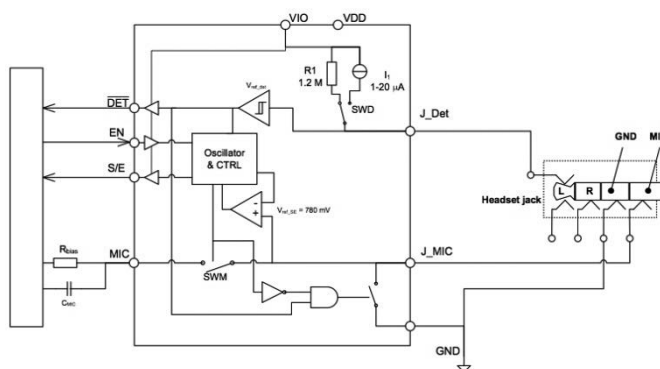 VIO
VDD
R1
1.2 M
I1
1-20 μA
SWD
Vref_det
DET
EN
S/E
Oscillator
& CTRL
-
+
Vref_SE = 780 mV
J_Det
GND
MI
Headset jack
L
R
Rbias
MIC
CMIC
SWM
J_MIC
GND